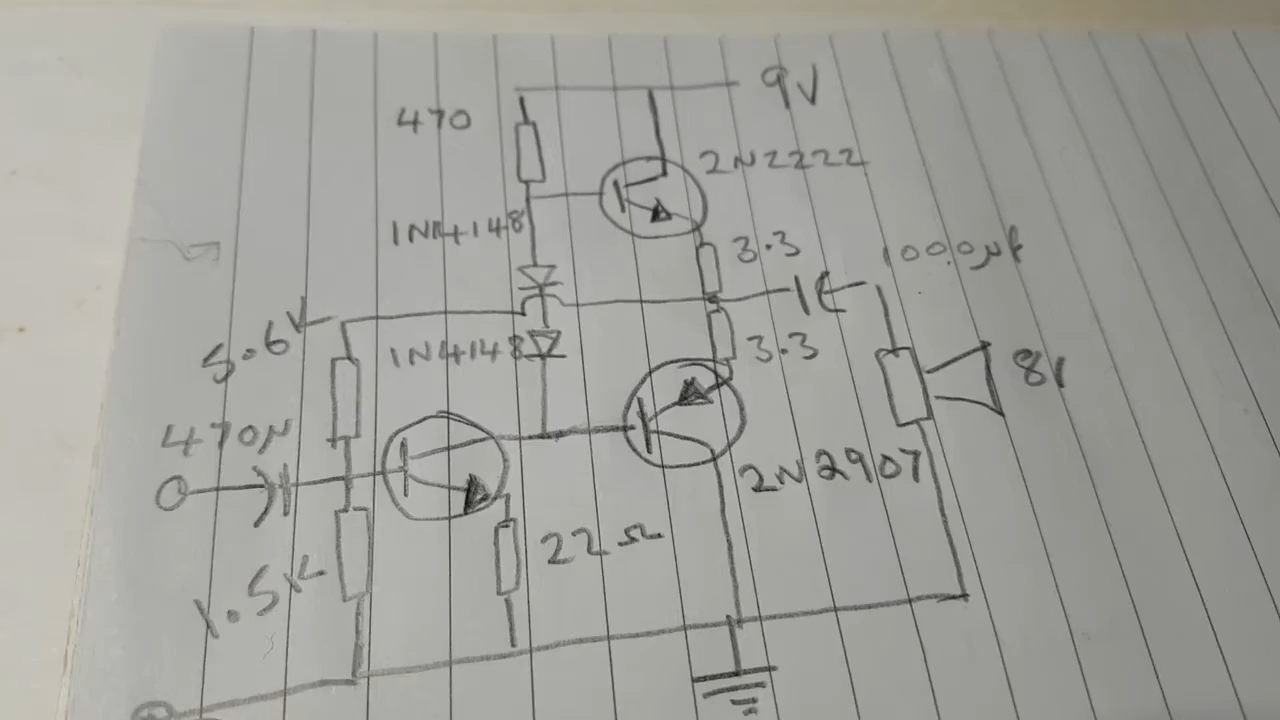 9V
470
2N2222
1N4148
3.3
1000µf
5.6K
1N4148
3.3
8Ω
470n
2N2907
22Ω
1.5K